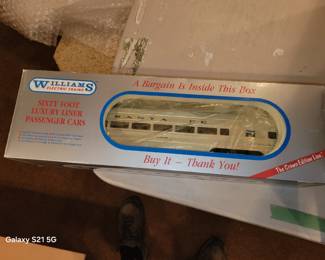 WILLIAMS
ELECTRIC TRAINS
A Bargain Is Inside This Box
SIXTY FOOT
LUXURY LINER
PASSENGER CARS
SANTA FE
Buy It – Thank You!
The Crown Edition Line
Galaxy S21 5G